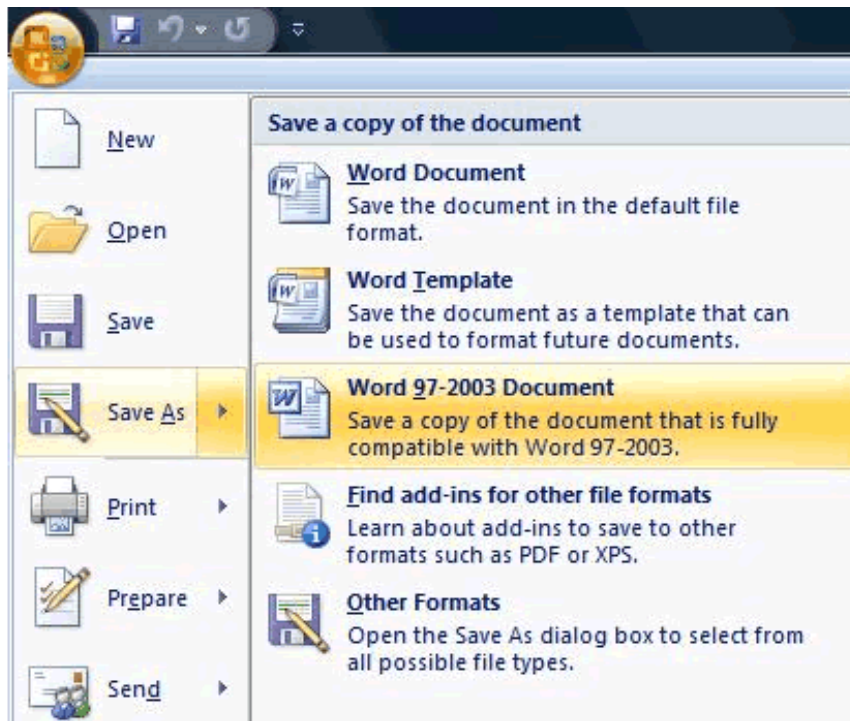 New
Open
Save
Save As
Print
Prepare
Send
Save a copy of the document
Word Document
Save the document in the default file
format.
Word Template
Save the document as a template that can
be used to format future documents.
Word 97-2003 Document
Save a copy of the document that is fully
compatible with Word 97-2003.
Find add-ins for other file formats
Learn about add-ins to save to other
formats such as PDF or XPS.
Other Formats
Open the Save As dialog box to select from
all possible file types.